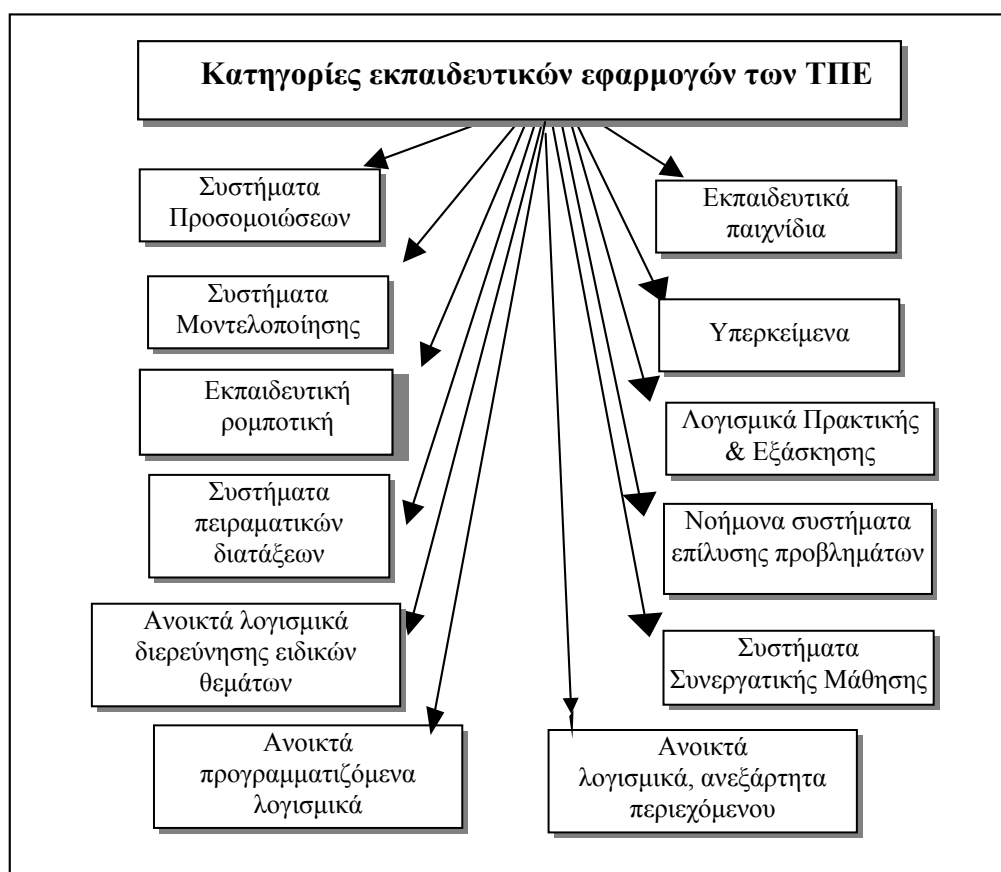 Κατηγορίες εκπαιδευτικών εφαρμογών των ΤΠΕ
Συστήματα
Προσομοιώσεων
Συστήματα
Μοντελοποίησης
Εκπαιδευτική
ρομποτική
Συστήματα
πειραματικών
διατάξεων
Ανοικτά λογισμικά
διερεύνησης ειδικών
θεμάτων
Ανοικτά
προγραμματιζόμενα
λογισμικά
Εκπαιδευτικά
παιχνίδια
Υπερκείμενα
Λογισμικά Πρακτικής
& Εξάσκησης
Νοήμονα συστήματα
επίλυσης προβλημάτων
Συστήματα
Συνεργατικής Μάθησης
Ανοικτά
λογισμικά, ανεξάρτητα
περιεχόμενου